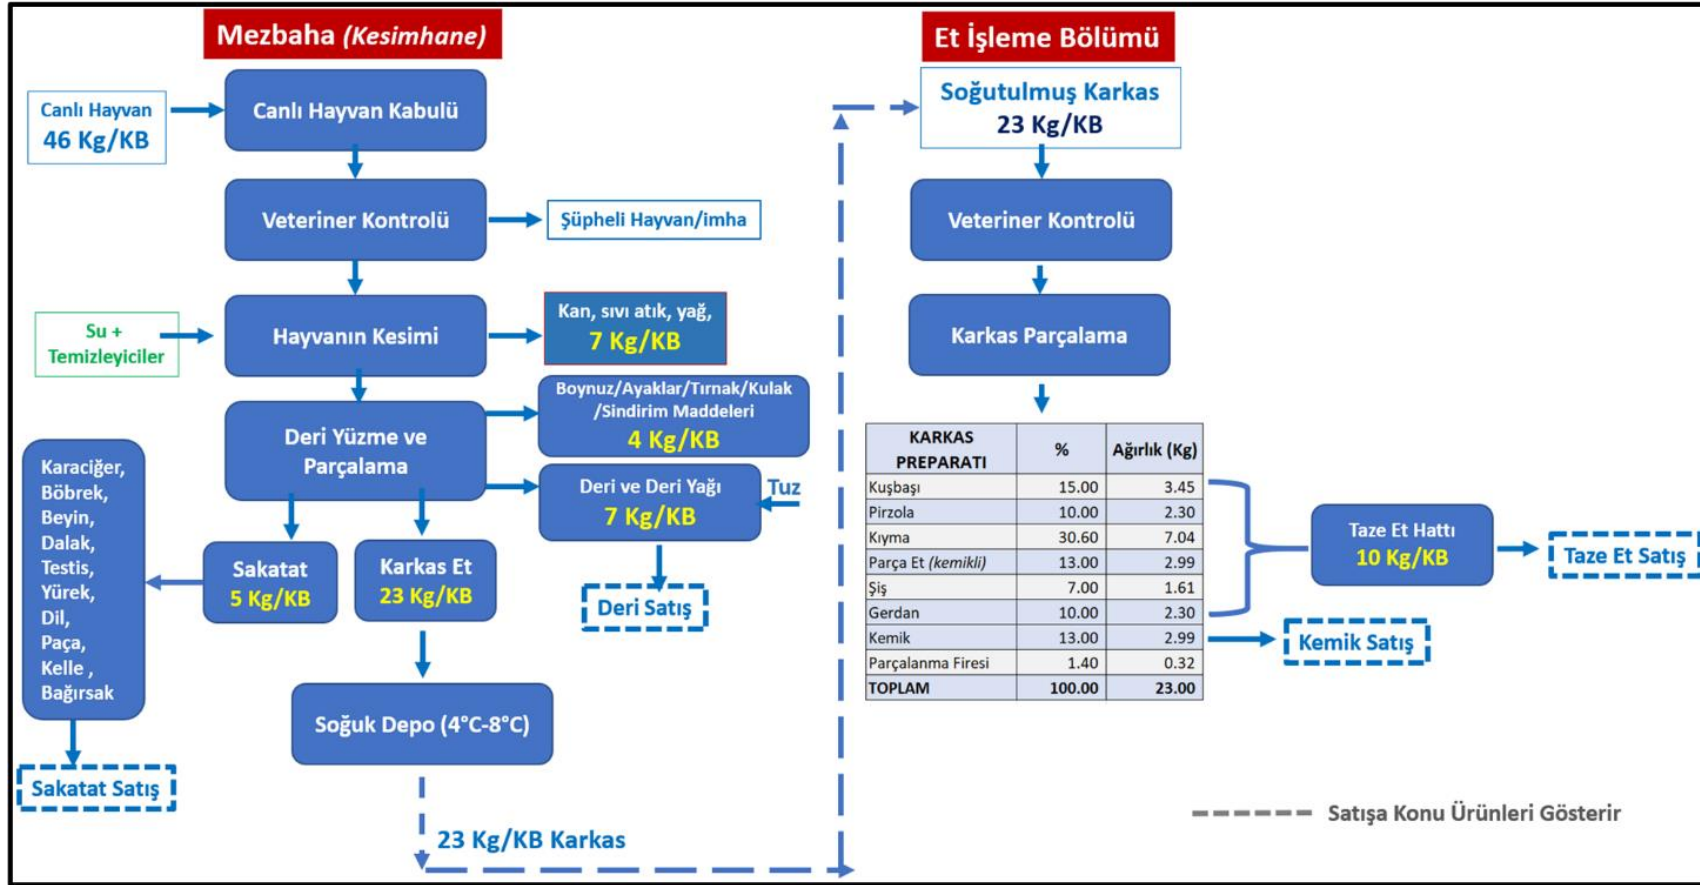 Mezbaha (Kesimhane)
Canlı Hayvan
46 Kg/KB
Canlı Hayvan Kabulü
Veteriner Kontrolü
Şüpheli Hayvan/imha
Su +
Temizleyiciler
Hayvanın Kesimi
Kan, sıvı atık, yağ,
7 Kg/KB
Deri Yüzme ve
Parçalama
Boynuz/Ayaklar/Tırnak/Kulak
/Sindirim Maddeleri
4 Kg/KB
Deri ve Deri Yağı
7 Kg/KB
Tuz
Deri Satış
Karaciğer,
Böbrek,
Beyin,
Dalak,
Testis,
Yürek,
Dil,
Paça,
Kelle ,
Bağırsak
Sakatat
5 Kg/KB
Karkas Et
23 Kg/KB
Sakatat Satış
Soğuk Depo (4°C-8°C)
23 Kg/KB Karkas
Et İşleme Bölümü
Soğutulmuş Karkas
23 Kg/KB
Veteriner Kontrolü
Karkas Parçalama
KARKAS PREPARATI % Ağırlık (Kg)
Kuşbaşı 15.00 3.45
Pirzola 10.00 2.30
Kıyma 30.60 7.04
Parça Et (kemikli) 13.00 2.99
Şiş 7.00 1.61
Gerdan 10.00 2.30
Kemik 13.00 2.99
Parçalanma Firesi 1.40 0.32
TOPLAM 100.00 23.00
Taze Et Hattı
10 Kg/KB
Taze Et Satış
Kemik Satış
Satışa Konu Ürünleri Gösterir